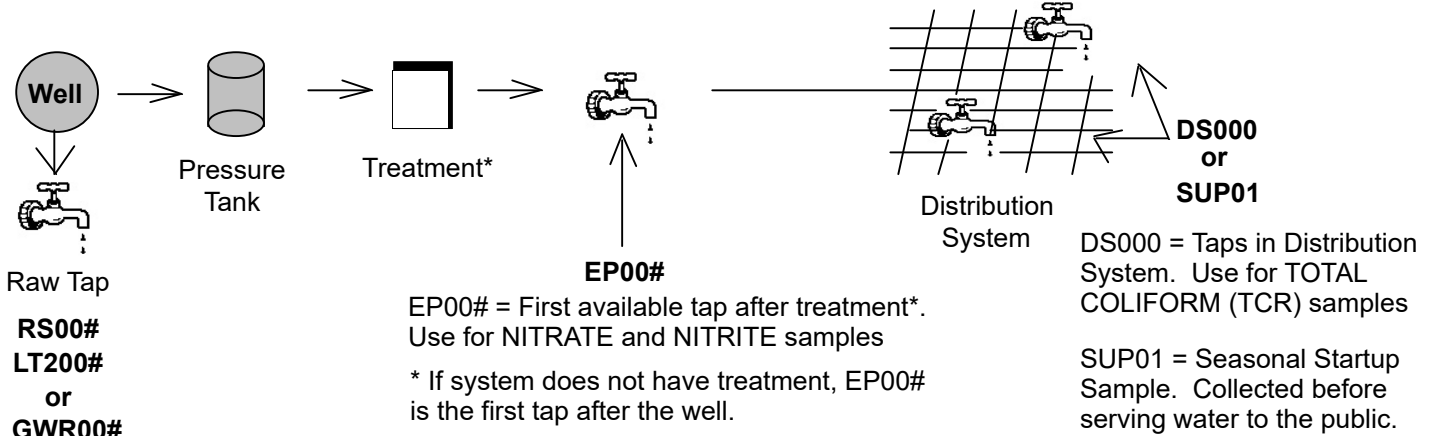 Well
Pressure
Tank
Treatment*
Raw Tap
RS00#
LT200#
or
GWR00#
EP00#
EP00# = First available tap after treatment*.
Use for NITRATE and NITRITE samples
* If system does not have treatment, EP00#
is the first tap after the well.
Distribution
System
DS000
or
SUP01
DS000 = Taps in Distribution
System. Use for TOTAL
COLIFORM (TCR) samples
SUP01 = Seasonal Startup
Sample. Collected before
serving water to the public.